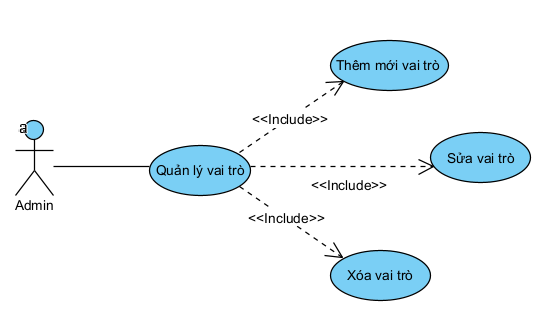 Thêm mới vai trò
<<Include>>
a
Admin
Quản lý vai trò
Sửa vai trò
<<Include>>
<<Include>>
Xóa vai trò